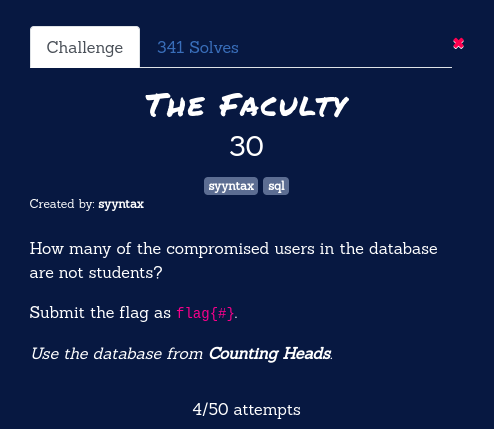 Challenge 341 Solves ✖
The Faculty
30
syyntax sql
Created by: syyntax
How many of the compromised users in the database
are not students?
Submit the flag as flag{#}.
Use the database from Counting Heads.
4/50 attempts